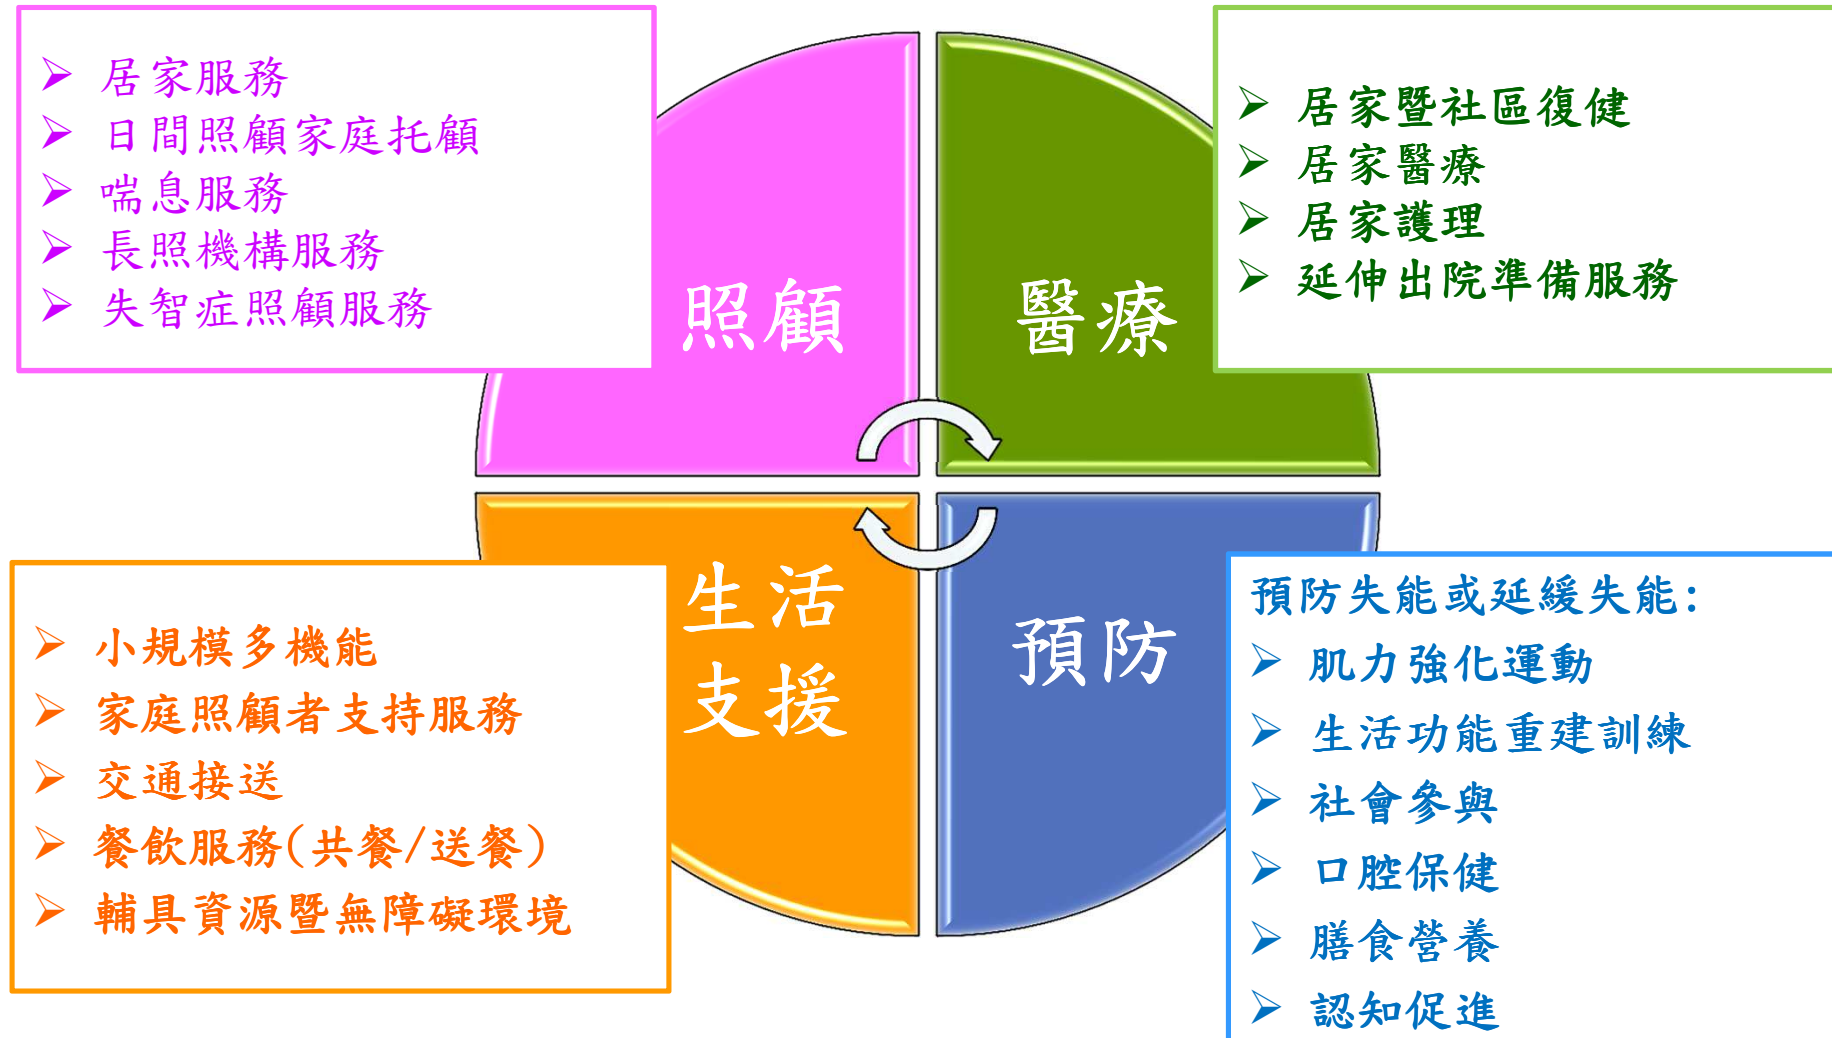 居家服務
日間照顧家庭托顧
喘息服務
長照機構服務
失智症照顧服務
照顧
醫療
居家暨社區復健
居家醫療
居家護理
延伸出院準備服務
小規模多機能
家庭照顧者支持服務
交通接送
餐飲服務(共餐/送餐)
輔具資源暨無障礙環境
生活
支援
預防
預防失能或延緩失能:
肌力強化運動
生活功能重建訓練
社會參與
口腔保健
膳食營養
認知促進